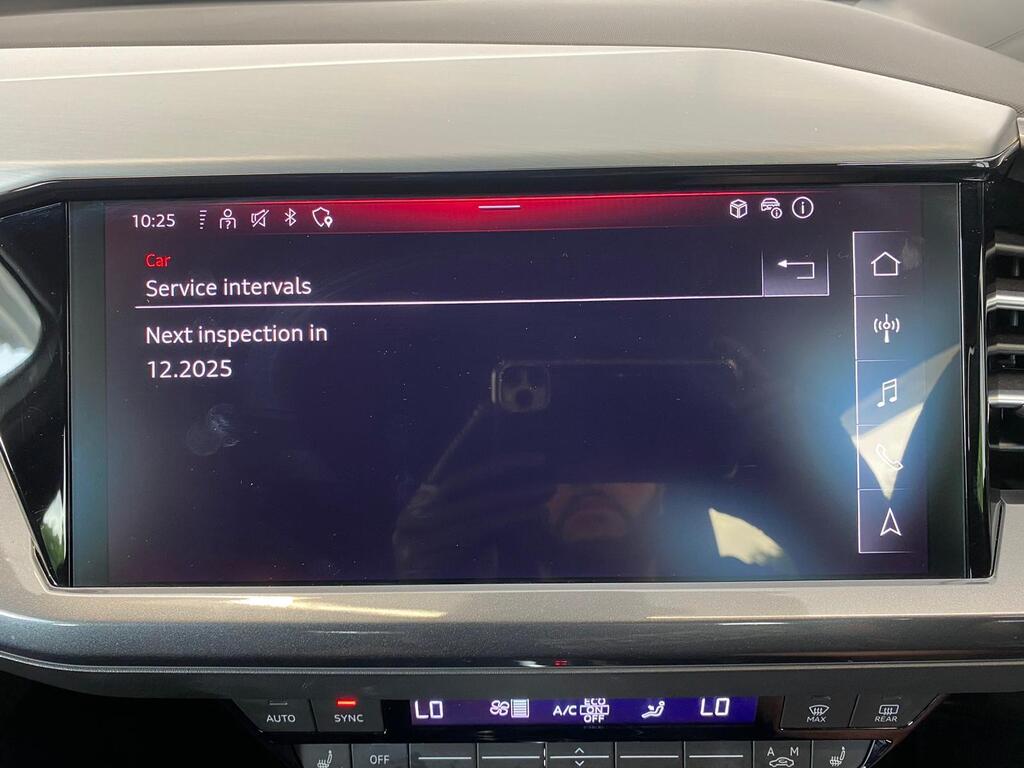 10:25
Car
Service intervals
Next inspection in
12.2025
AUTO
SYNC
LO
A/C
ECO
ON
OFF
LO
MAX
REAR
OFF
A M